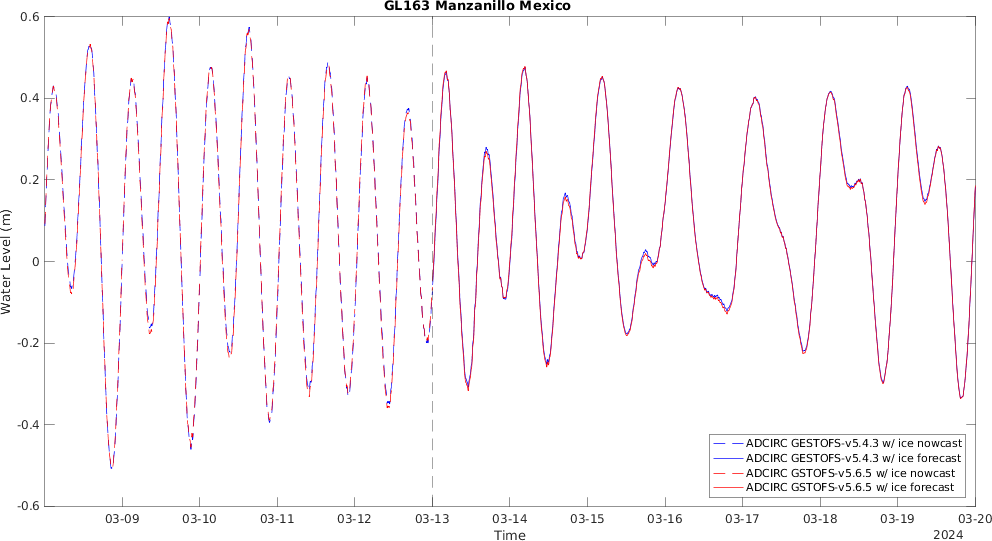 GL163 Manzanillo Mexico
0.6
0.4
0.2
0
-0.2
-0.4
-0.6
Water Level (m)
ADCIRC GESTOFS-v5.4.3 w/ ice nowcast
ADCIRC GESTOFS-v5.4.3 w/ ice forecast
ADCIRC GSTOFS-v5.6.5 w/ ice nowcast
ADCIRC GSTOFS-v5.6.5 w/ ice forecast
03-09 03-10 03-11 03-12 03-13 03-14 03-15 03-16 03-17 03-18 03-19 03-20
Time
2024